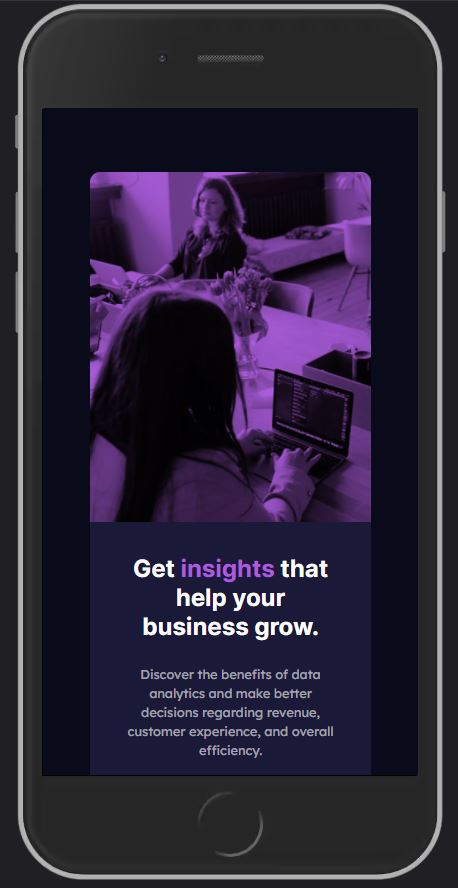 Get insights that
help your
business grow.
Discover the benefits of data
analytics and make better
decisions regarding revenue,
customer experience, and overall
efficiency.